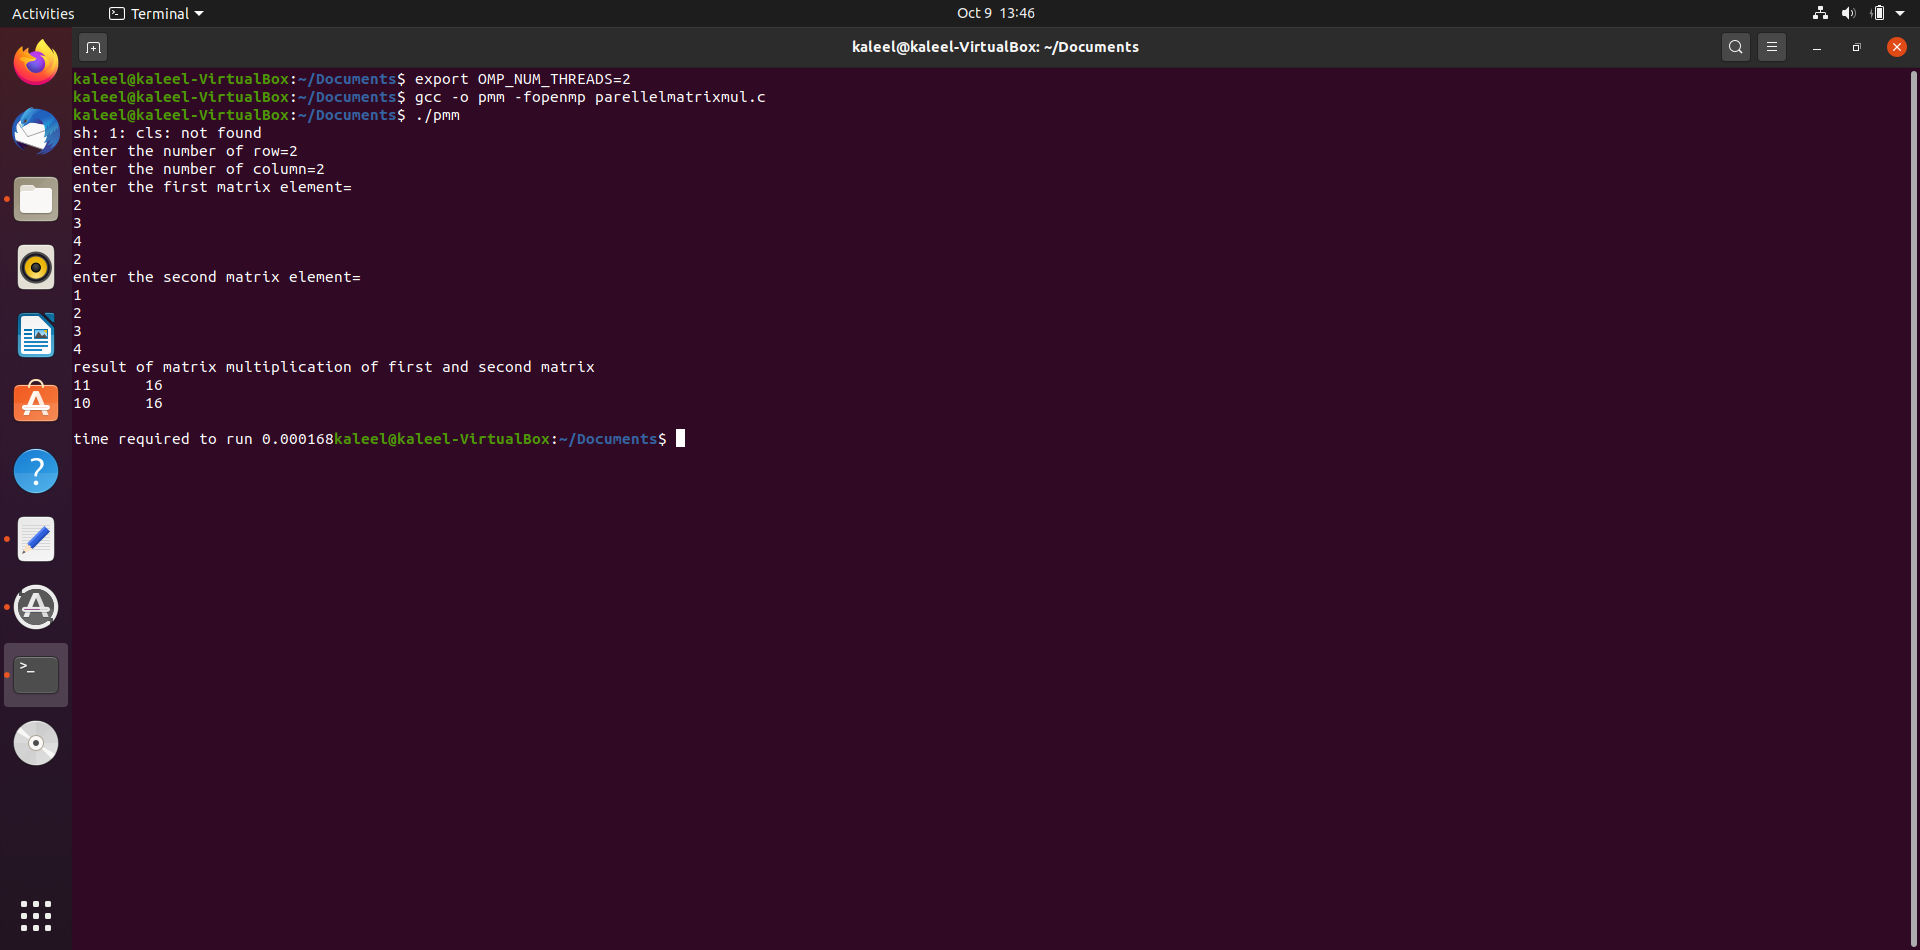 Activities
Terminal
Oct 9 13:46
kaleel@kaleel-VirtualBox: ~/Documents
kaleel@kaleel-VirtualBox:~/Documents$ export OMP_NUM_THREADS=2
kaleel@kaleel-VirtualBox:~/Documents$ gcc -o pmm -fopenmp parellelmatrixmul.c
kaleel@kaleel-VirtualBox:~/Documents$ ./pmm
sh: 1: cls: not found
enter the number of row=2
enter the number of column=2
enter the first matrix element=
2
3
4
2
enter the second matrix element=
1
2
3
4
result of matrix multiplication of first and second matrix
11 16
10 16
time required to run 0.000168kaleel@kaleel-VirtualBox:~/Documents$